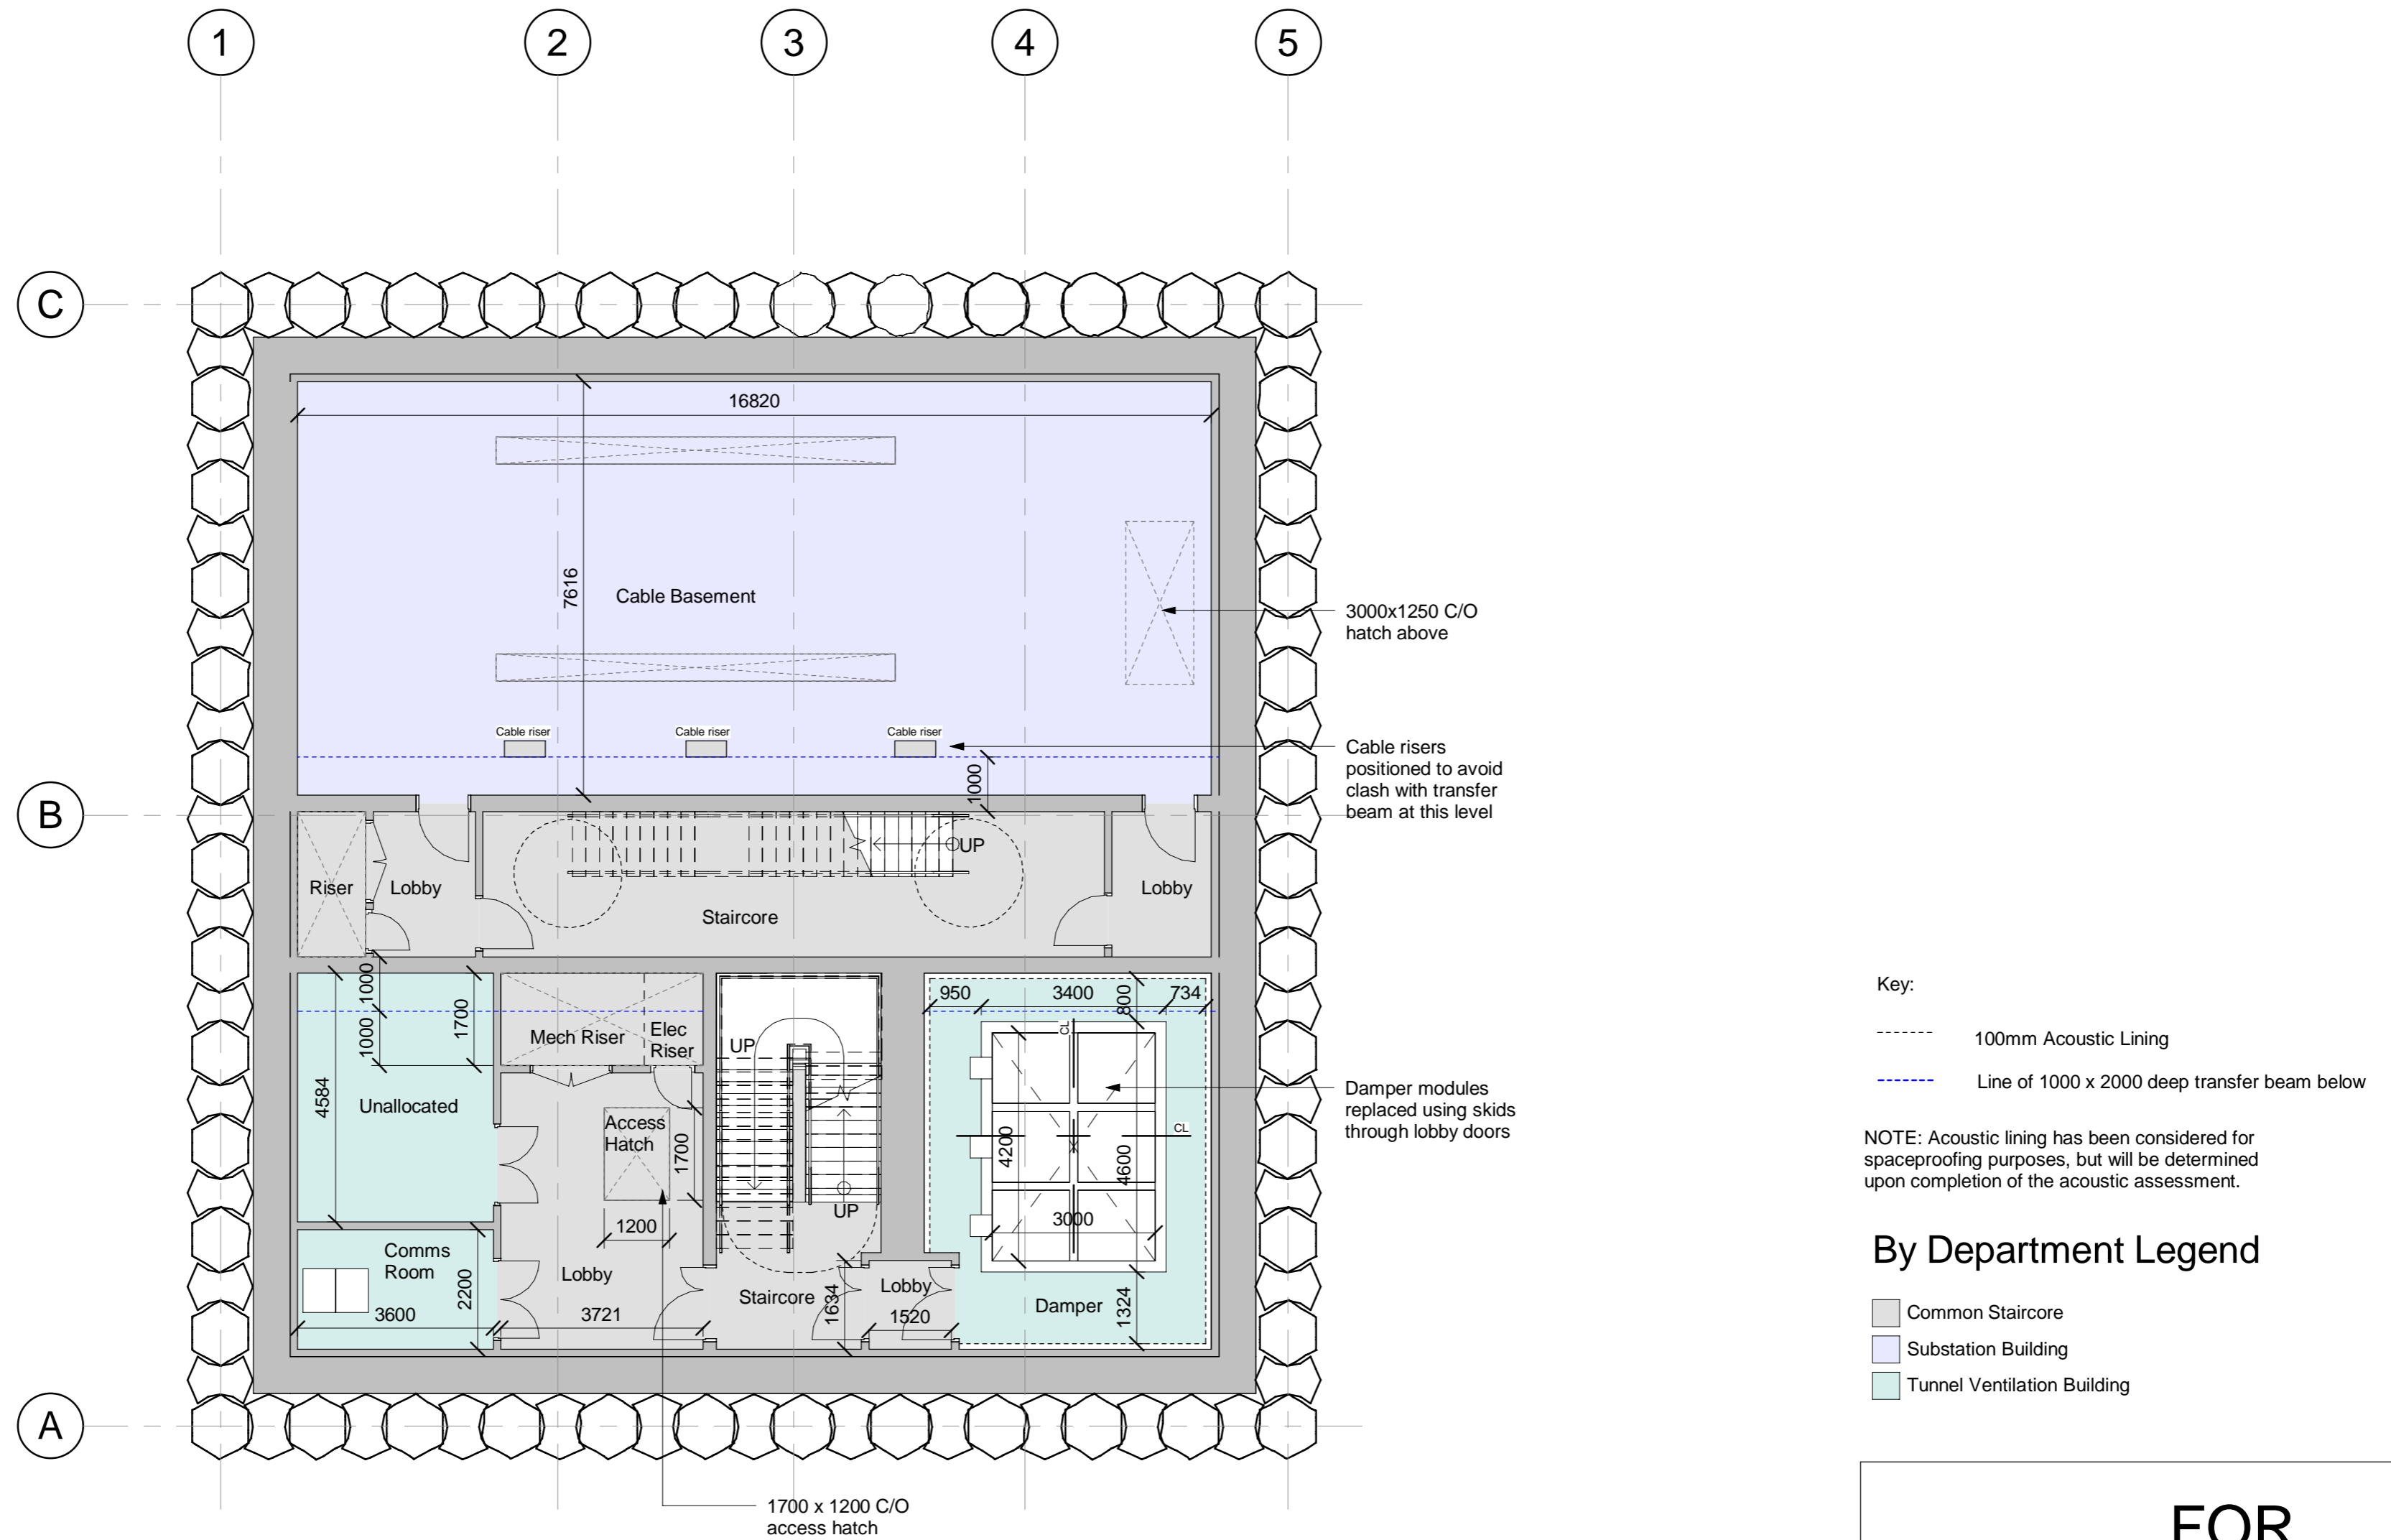 1
2
3
4
5
C
16820
7616
Cable Basement
3000x1250 C/O
hatch above
Cable riser
Cable riser
Cable riser
Cable risers
positioned to avoid
clash with transfer
beam at this level
1000
B
UP
Riser
Lobby
Staircore
Lobby
1000
1000
1700
4584
Unallocated
Mech Riser
Elec
Riser
UP
950
3400
800
734
CL
Damper modules
replaced using skids
through lobby doors
Access
Hatch
1700
1200
4200
4600
CL
3000
UP
Comms
Room
2200
3600
Lobby
3721
Staircore
1634
Lobby
1520
Damper
1324
A
1700 x 1200 C/O
access hatch
Key:
100mm Acoustic Lining
Line of 1000 x 2000 deep transfer beam below
NOTE: Acoustic lining has been considered for
spaceproofing purposes, but will be determined
upon completion of the acoustic assessment.
By Department Legend
Common Staircore
Substation Building
Tunnel Ventilation Building
FOR